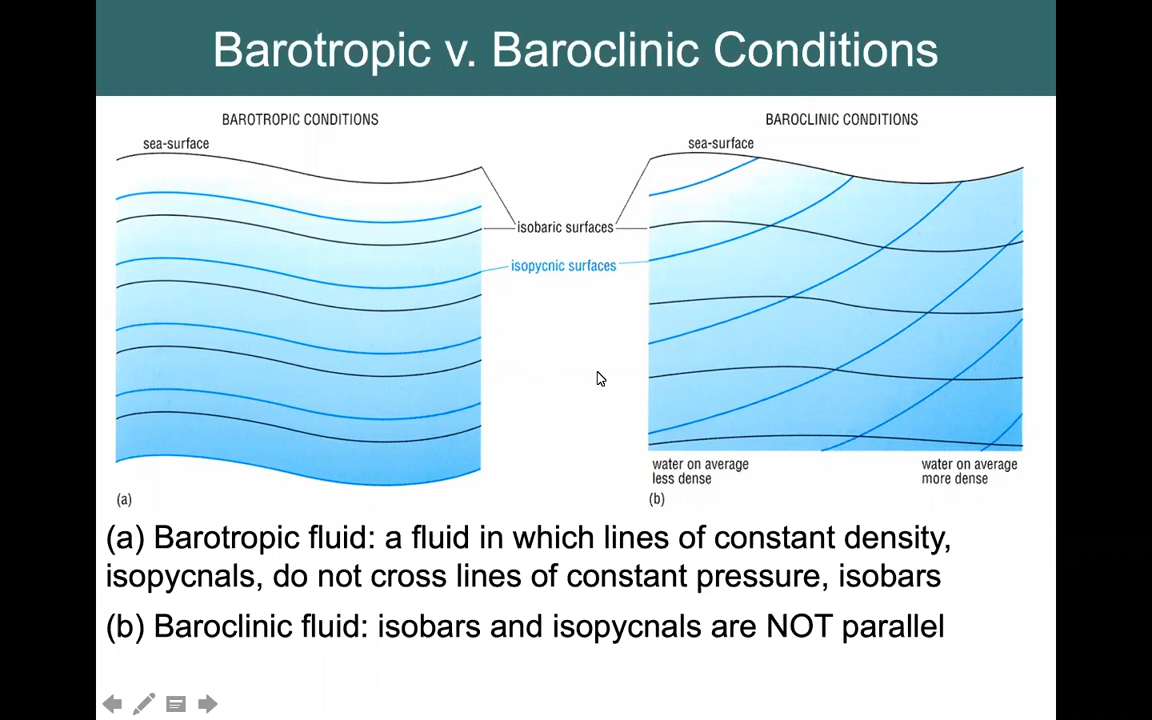 Barotropic v. Baroclinic Conditions
BAROTROPIC CONDITIONS
sea-surface
BAROCLINIC CONDITIONS
sea-surface
isobaric surfaces
isopycnic surfaces
water on average
less dense
water on average
more dense
(a)
(b)
(a) Barotropic fluid: a fluid in which lines of constant density,
isopycnals, do not cross lines of constant pressure, isobars
(b) Baroclinic fluid: isobars and isopycnals are NOT parallel